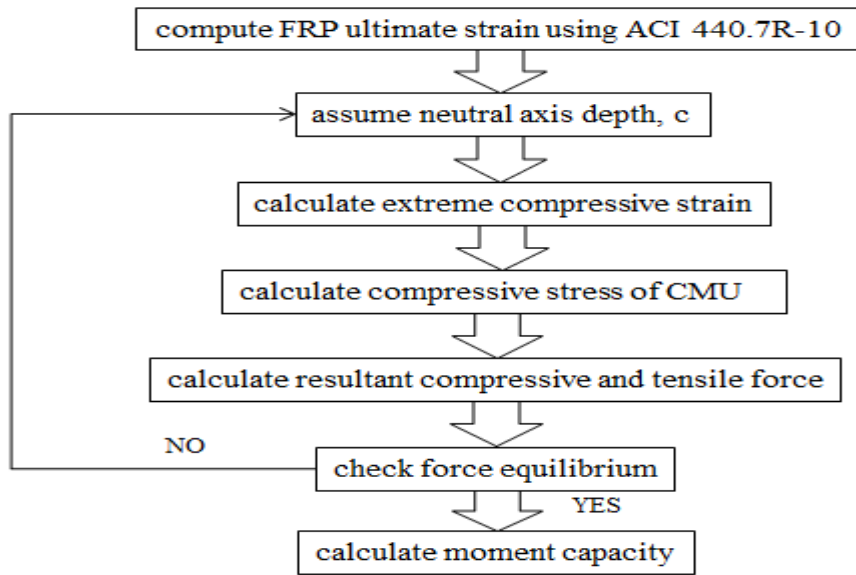 compute FRP ultimate strain using ACI 440.7R-10
assume neutral axis depth, c
calculate extreme compressive strain
calculate compressive stress of CMU
calculate resultant compressive and tensile force
NO
check force equilibrium
YES
calculate moment capacity